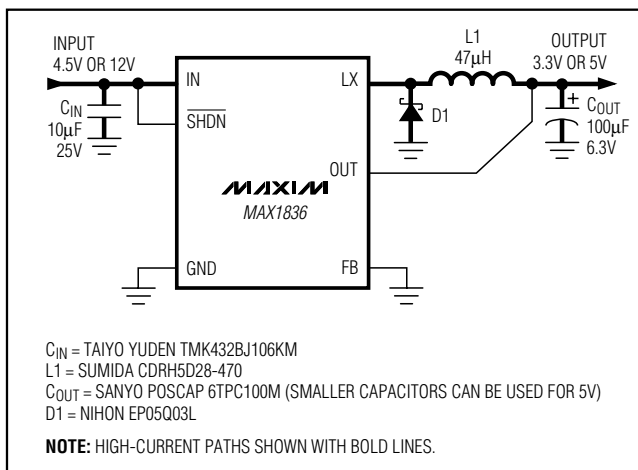 INPUT
4.5V OR 12V
L1
47µH
OUTPUT
3.3V OR 5V
IN
LX
CIN
10µF
25V
SHDN
D1
+
COUT
100µF
6.3V
OUT
MAXIM
MAX1836
GND
FB
CIN = TAIYO YUDEN TMK432BJ106KM
L1 = SUMIDA CDRH5D28-470
COUT = SANYO POSCAP 6TPC100M (SMALLER CAPACITORS CAN BE USED FOR 5V)
D1 = NIHON EP05Q03L
NOTE: HIGH-CURRENT PATHS SHOWN WITH BOLD LINES.